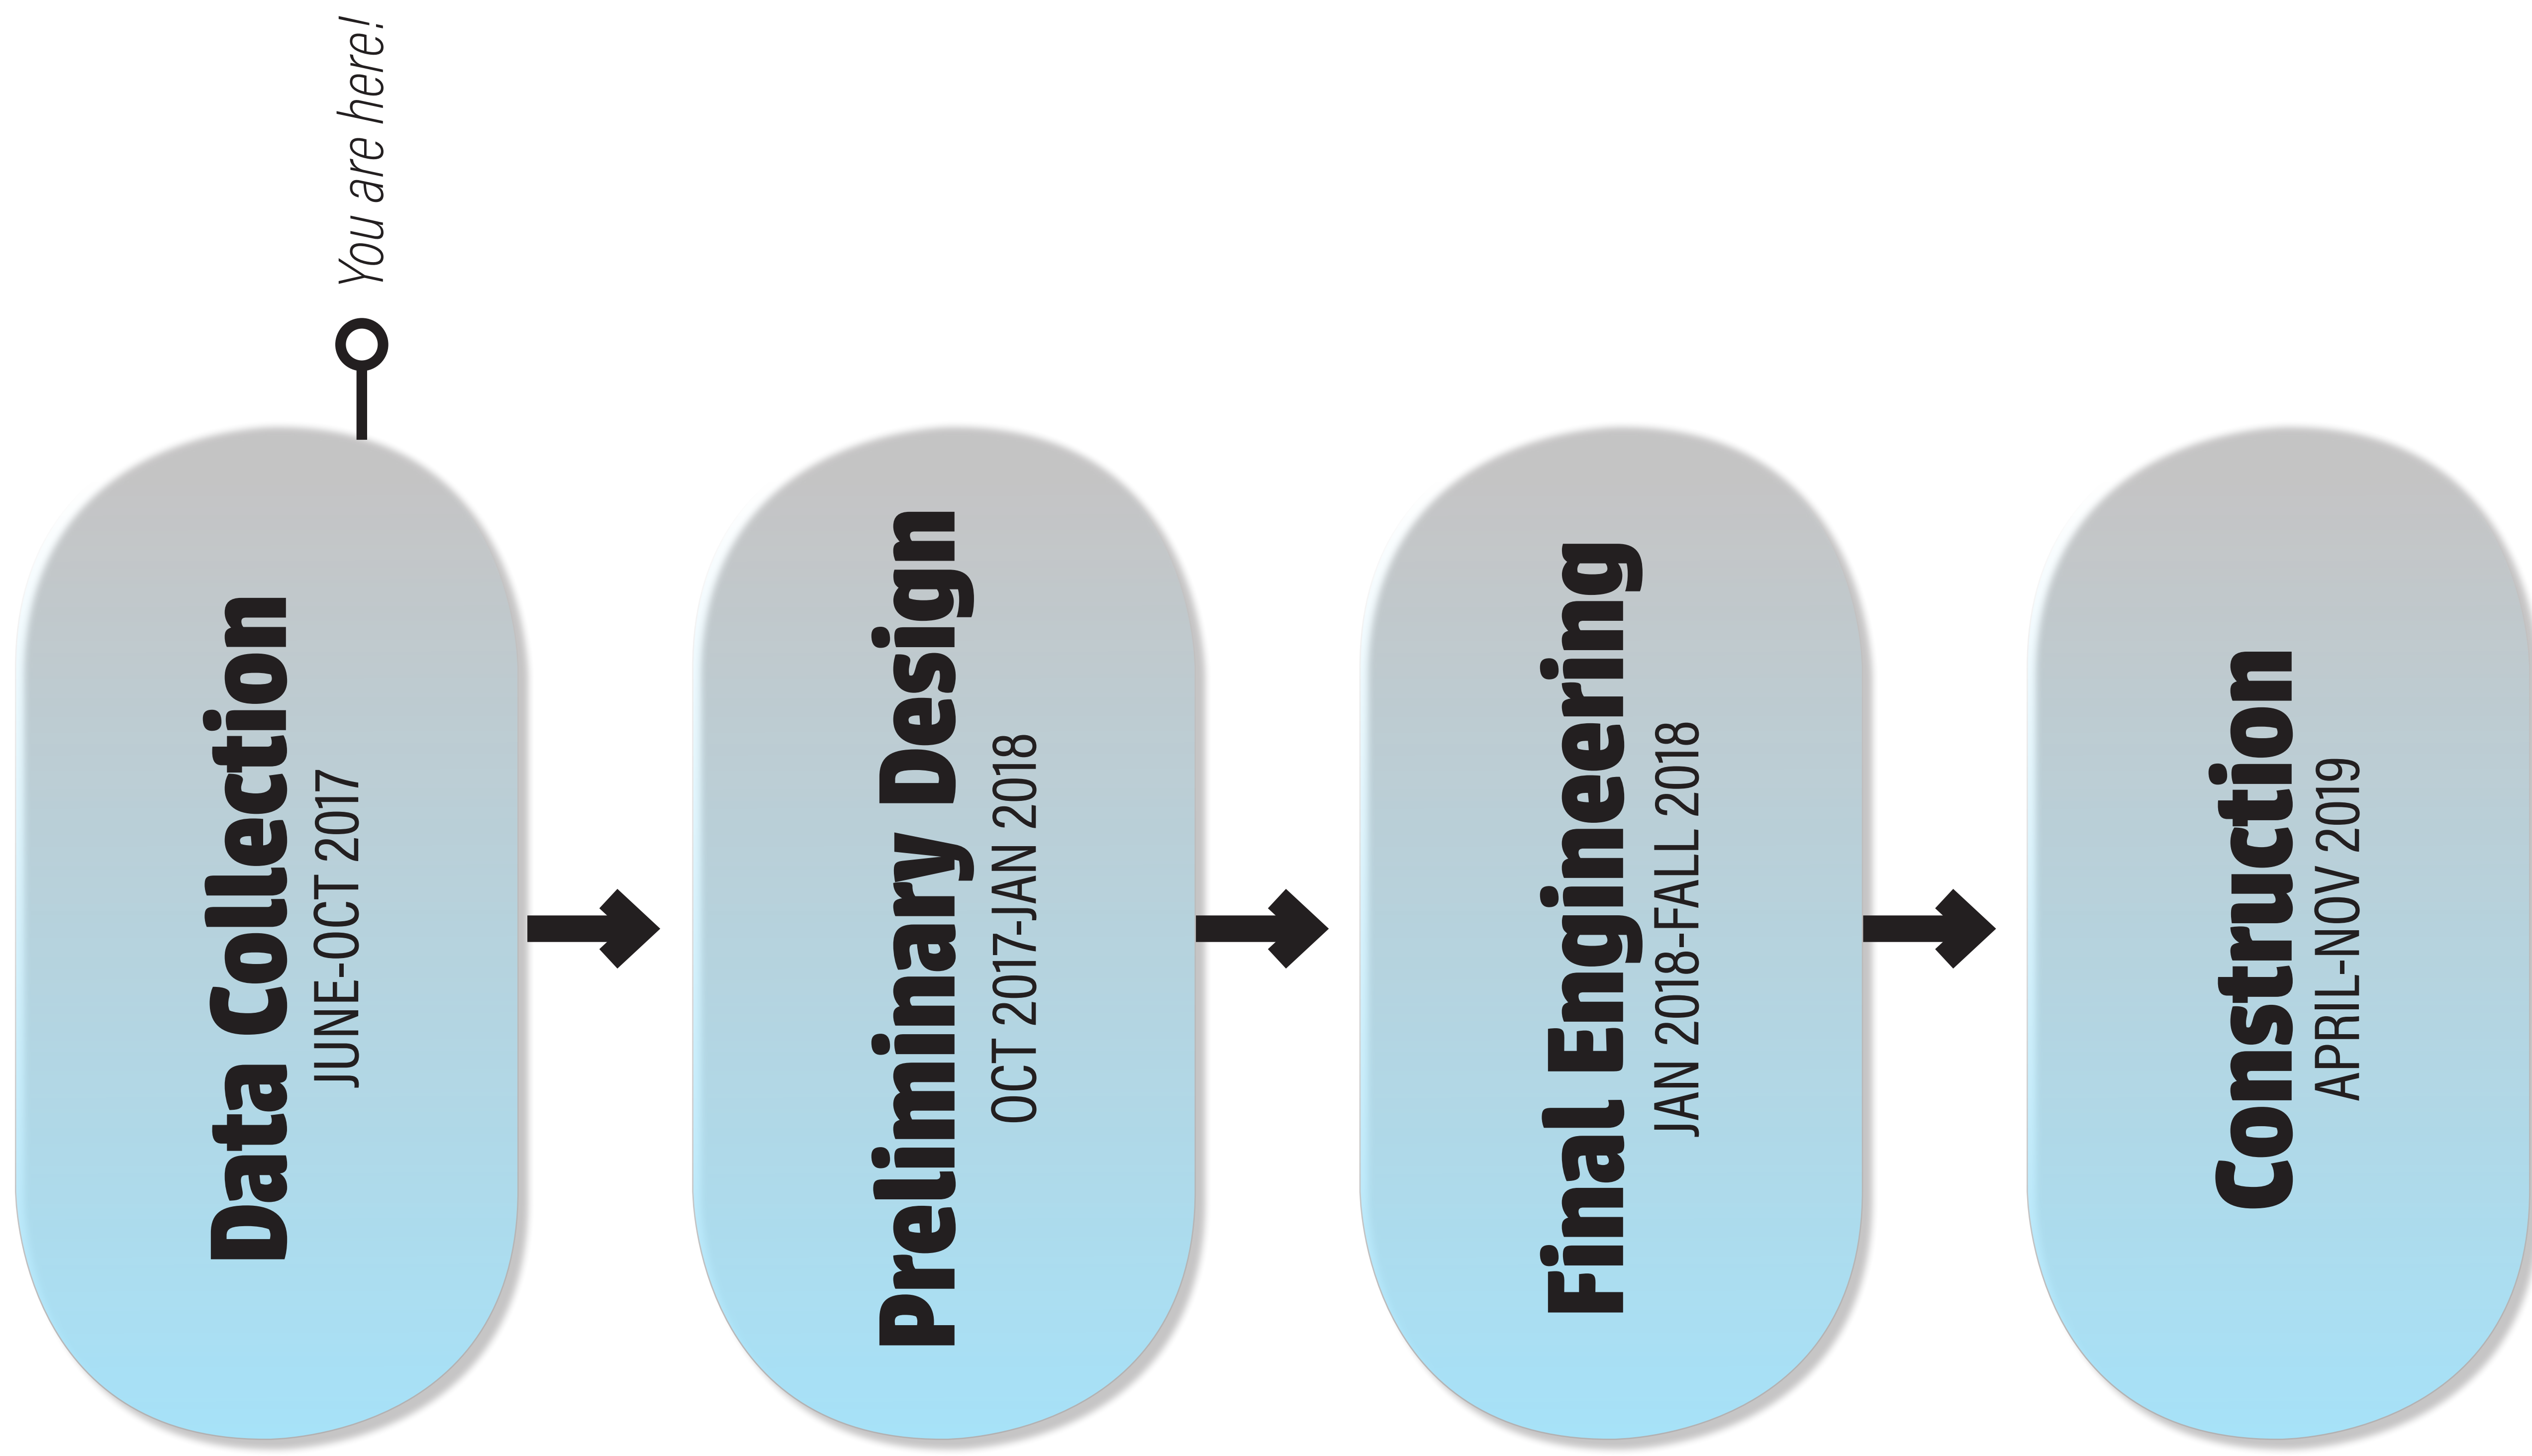 You are here!
Data Collection
JUNE-OCT 2017
Preliminary Design
OCT 2017-JAN 2018
Final Engineering
JAN 2018-FALL 2018
Construction
APRIL-NOV 2019